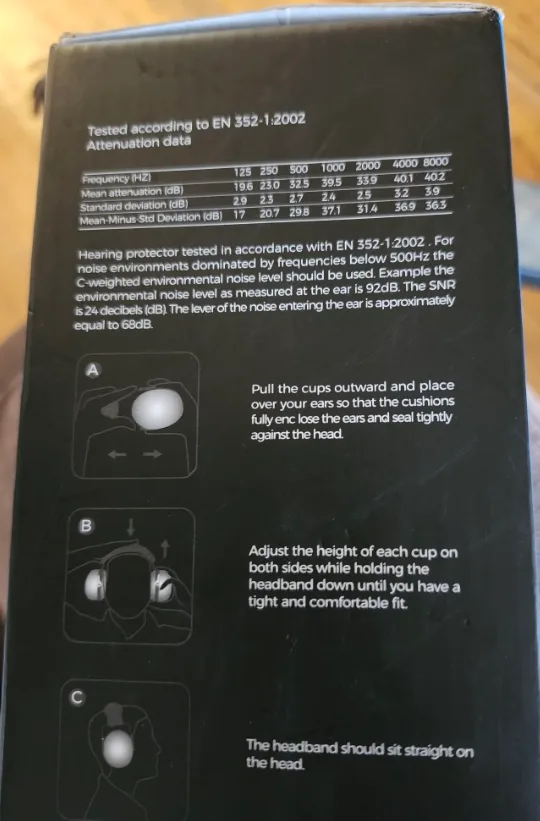 Tested according to EN 352-1:2002
Attenuation data
Frequency (HZ) 125 250 500 1000 2000 4000 8000
Mean attenuation (dB) 19.6 23.0 32.5 39.5 33.9 40.1 40.2
Standard deviation (dB) 2.9 2.3 2.7 2.4 2.5 3.2 3.9
Mean-Minus-Std Deviation (dB) 17 20.7 29.8 37.1 31.4 36.9 36.3
Hearing protector tested in accordance with EN 352-1:2002 . For
noise environments dominated by frequencies below 500Hz the
C-weighted environmental noise level should be used. Example the
environmental noise level as measured at the ear is 92dB. The SNR
is 24 decibels (dB). The lever of the noise entering the ear is approximately
equal to 68dB.
A
Pull the cups outward and place
over your ears so that the cushions
fully enc lose the ears and seal tightly
against the head.
B
Adjust the height of each cup on
both sides while holding the
headband down until you have a
tight and comfortable fit.
C
The headband should sit straight on
the head.